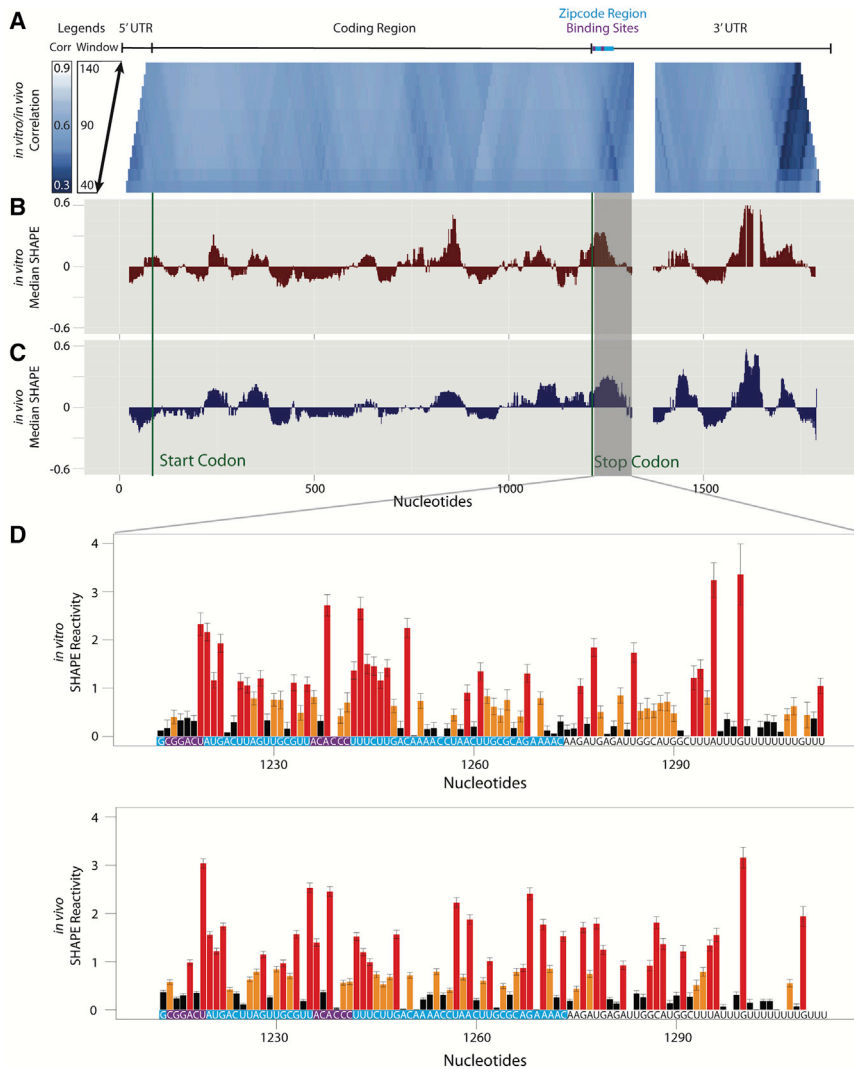 A
Legends
5' UTR
Coding Region
Zipcode Region
Binding Sites
3' UTR
Corr Window
in vitro/in vivo
Correlation
0.9
0.6
0.3
140
90
40
B
in vitro
Median SHAPE
0.6
0
-0.6
C
in vivo
Median SHAPE
0.6
0
-0.6
Start Codon
Stop Codon
0
500
1000
1500
Nucleotides
D
in vitro
SHAPE Reactivity
4
3
2
1
0
GCGGACUAUGACUUAGUUGCGUUACACCCUUUCUUGACAAAACCUAACUUGCGCAGAAAACAAGAUGAGAUUGGCAUGGCUUUAUUUGUUUUUUUUGUUU
1230
1260
1290
Nucleotides
in vivo
SHAPE Reactivity
4
3
2
1
0
GCGGACUAUGACUUAGUUGCGUUACACCCUUUCUUGACAAAACCUAACUUGCGCAGAAAACAAGAUGAGAUUGGCAUGGCUUUAUUUGUUUUUUUUGUUU
1230
1260
1290
Nucleotides